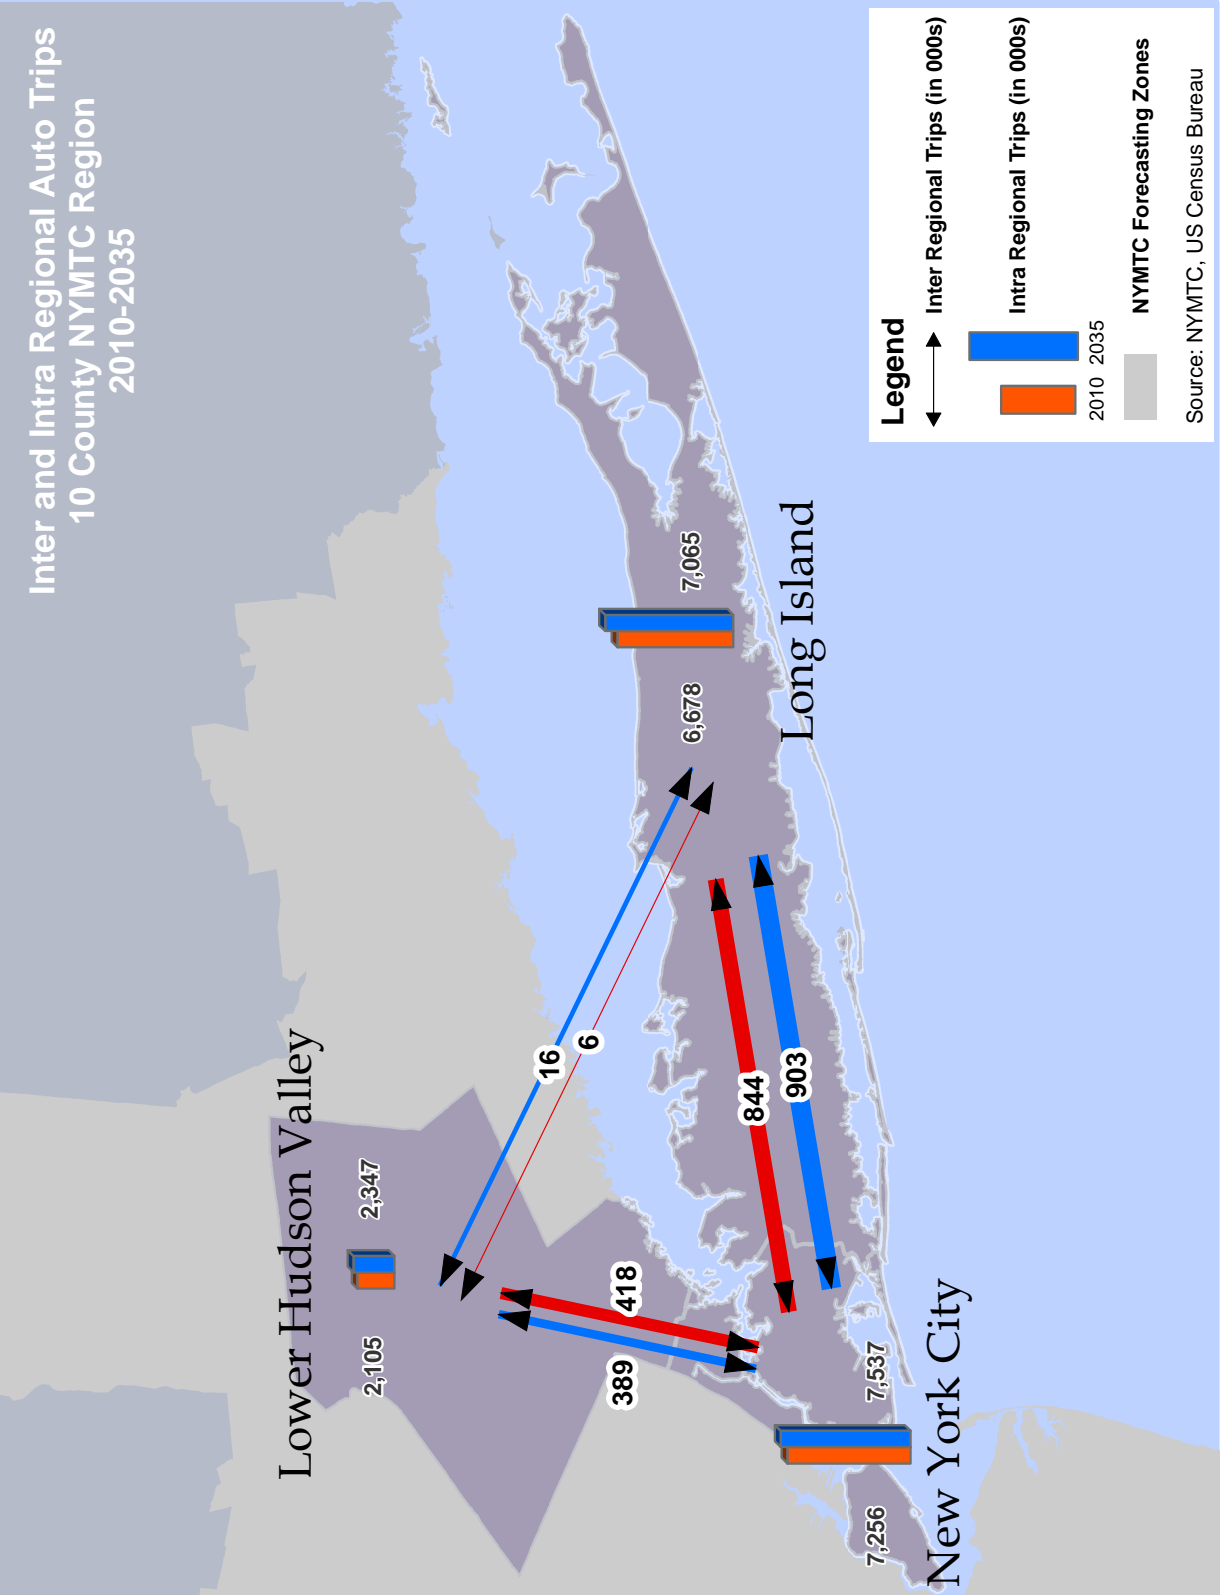 Inter and Intra Regional Auto Trips
10 County NYMTC Region
2010-2035
Lower Hudson Valley
2,105
2,347
16
6
389
418
6,678
7,065
Long Island
844
903
7,256
7,537
New York City
Legend
Inter Regional Trips (in 000s)
Intra Regional Trips (in 000s)
2010 2035
NYMTC Forecasting Zones
Source: NYMTC, US Census Bureau